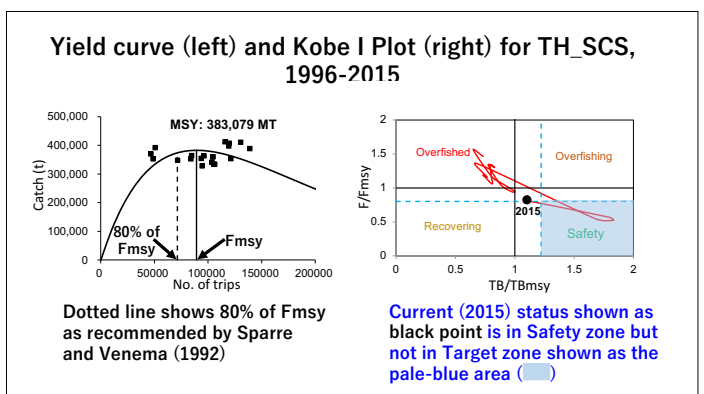 Yield curve (left) and Kobe I Plot (right) for TH_SCS,
1996-2015
MSY: 383,079 MT
Catch (t)
500,000
400,000
300,000
200,000
100,000
0
80% of
Fmsy
Fmsy
0
50000
100000
150000
200000
No. of trips
Dotted line shows 80% of Fmsy
as recommended by Sparre
and Venema (1992)
F/Fmsy
2
1.5
1
0.5
0
Overfished
Overfishing
2015
Recovering
Safety
0
0.5
1
1.5
2
TB/TBmsy
Current (2015) status shown as
black point is in Safety zone but
not in Target zone shown as the
pale-blue area ( )